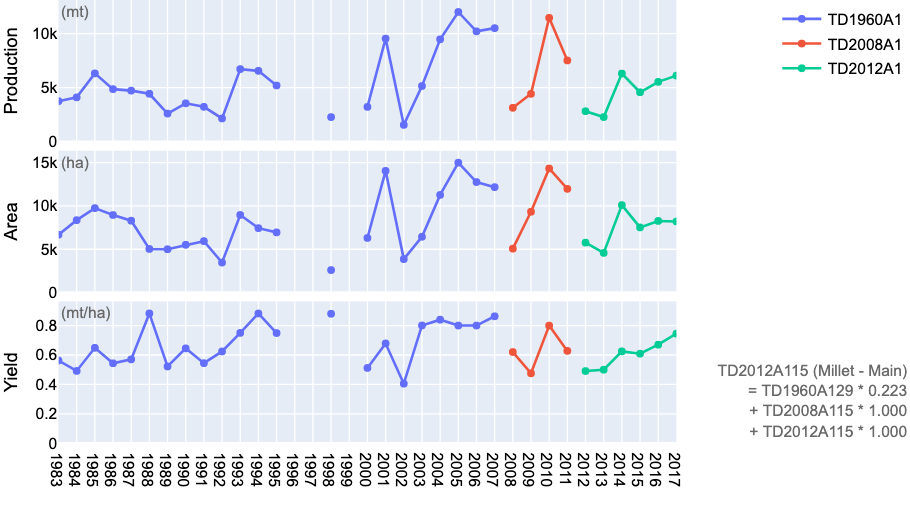 (mt)
10k
5k
0
Production
(ha)
15k
10k
5k
0
Area
(mt/ha)
0.8
0.6
0.4
0.2
0
Yield
1983
1984
1985
1986
1987
1988
1989
1990
1991
1992
1993
1994
1995
1996
1997
1998
1999
2000
2001
2002
2003
2004
2005
2006
2007
2008
2009
2010
2011
2012
2013
2014
2015
2016
2017
TD1960A1
TD2008A1
TD2012A1
TD2012A115 (Millet - Main)
= TD1960A129 * 0.223
+ TD2008A115 * 1.000
+ TD2012A115 * 1.000